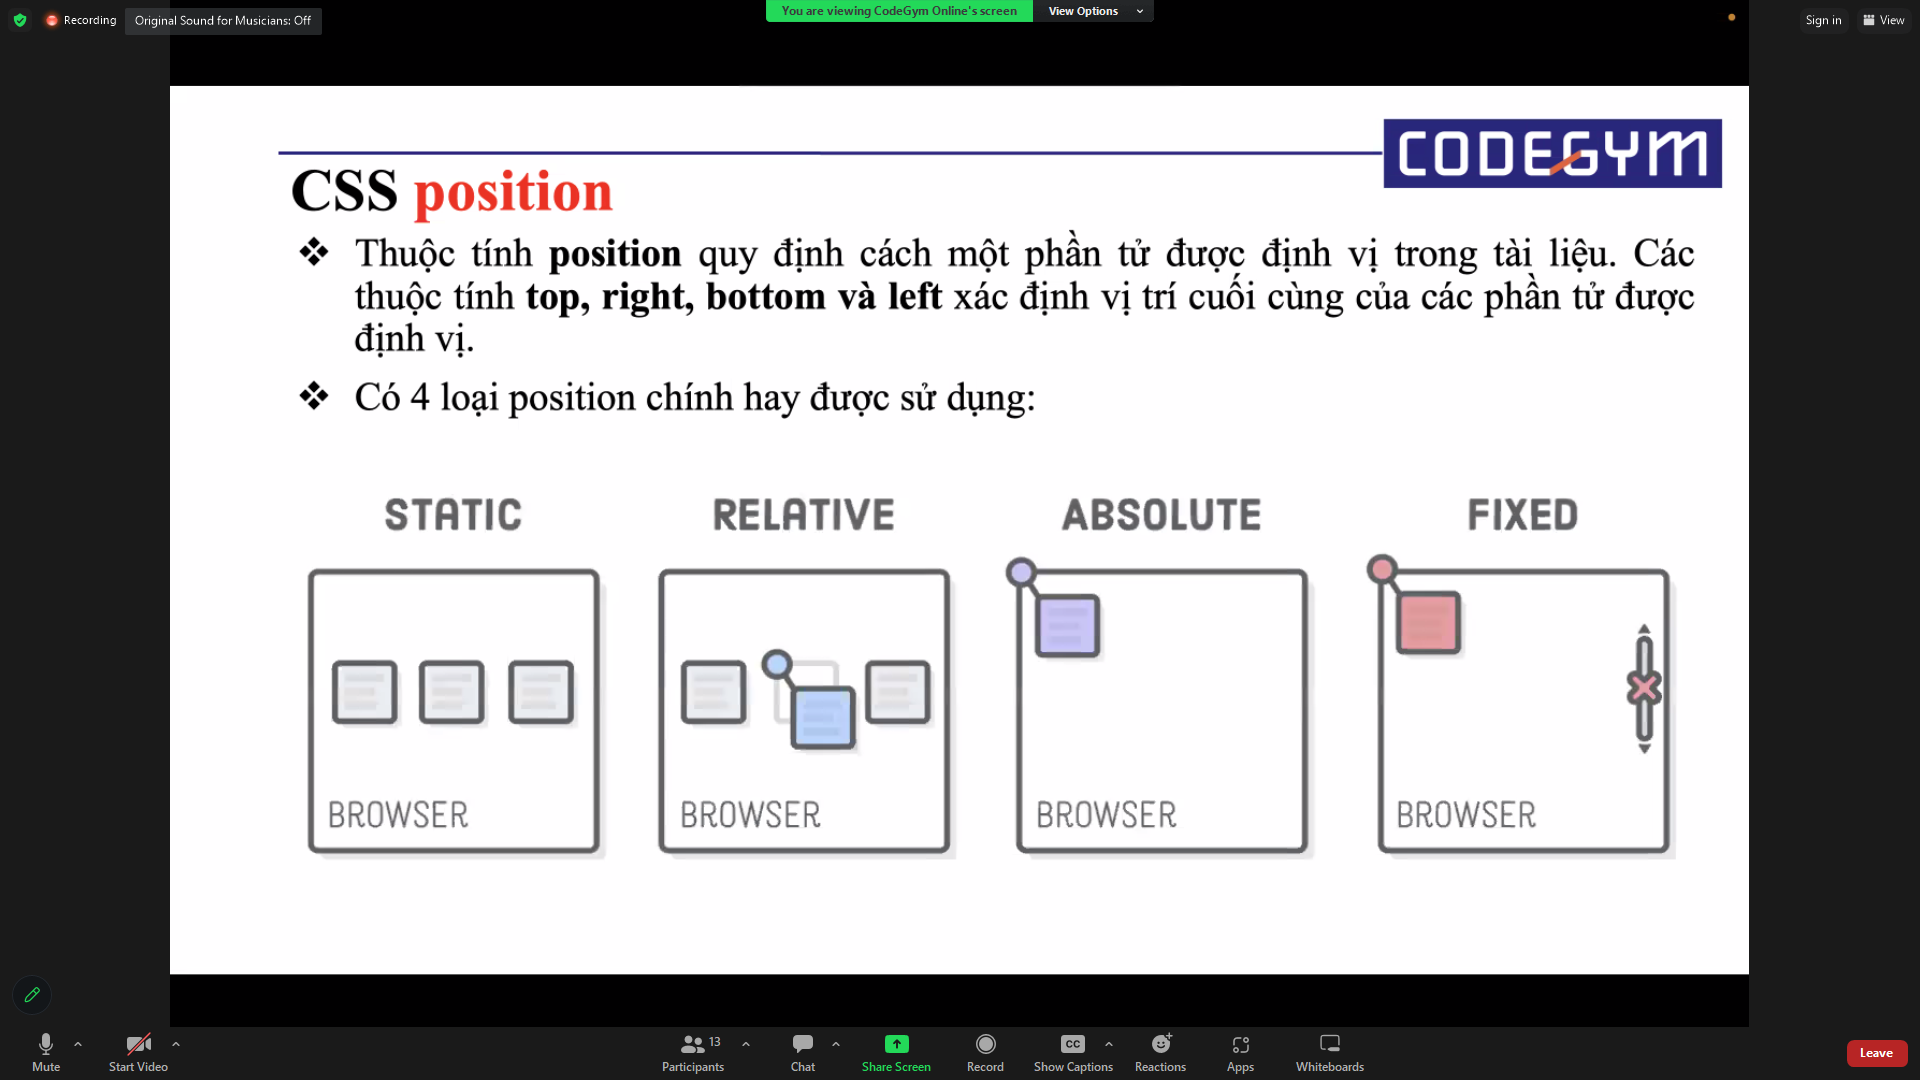 Recording
Original Sound for Musicians: Off
You are viewing CodeGym Online's screen
View Options
Sign in
View
CODEGYM
CSS position
Thuộc tính position quy định cách một phần tử được định vị trong tài liệu. Các
thuộc tính top, right, bottom và left xác định vị trí cuối cùng của các phần tử được
định vị.
Có 4 loại position chính hay được sử dụng:
STATIC
RELATIVE
ABSOLUTE
FIXED
BROWSER
BROWSER
BROWSER
BROWSER
Mute
Start Video
13
Participants
Chat
Share Screen
Record
CC
Show Captions
Reactions
Apps
Whiteboards
Leave